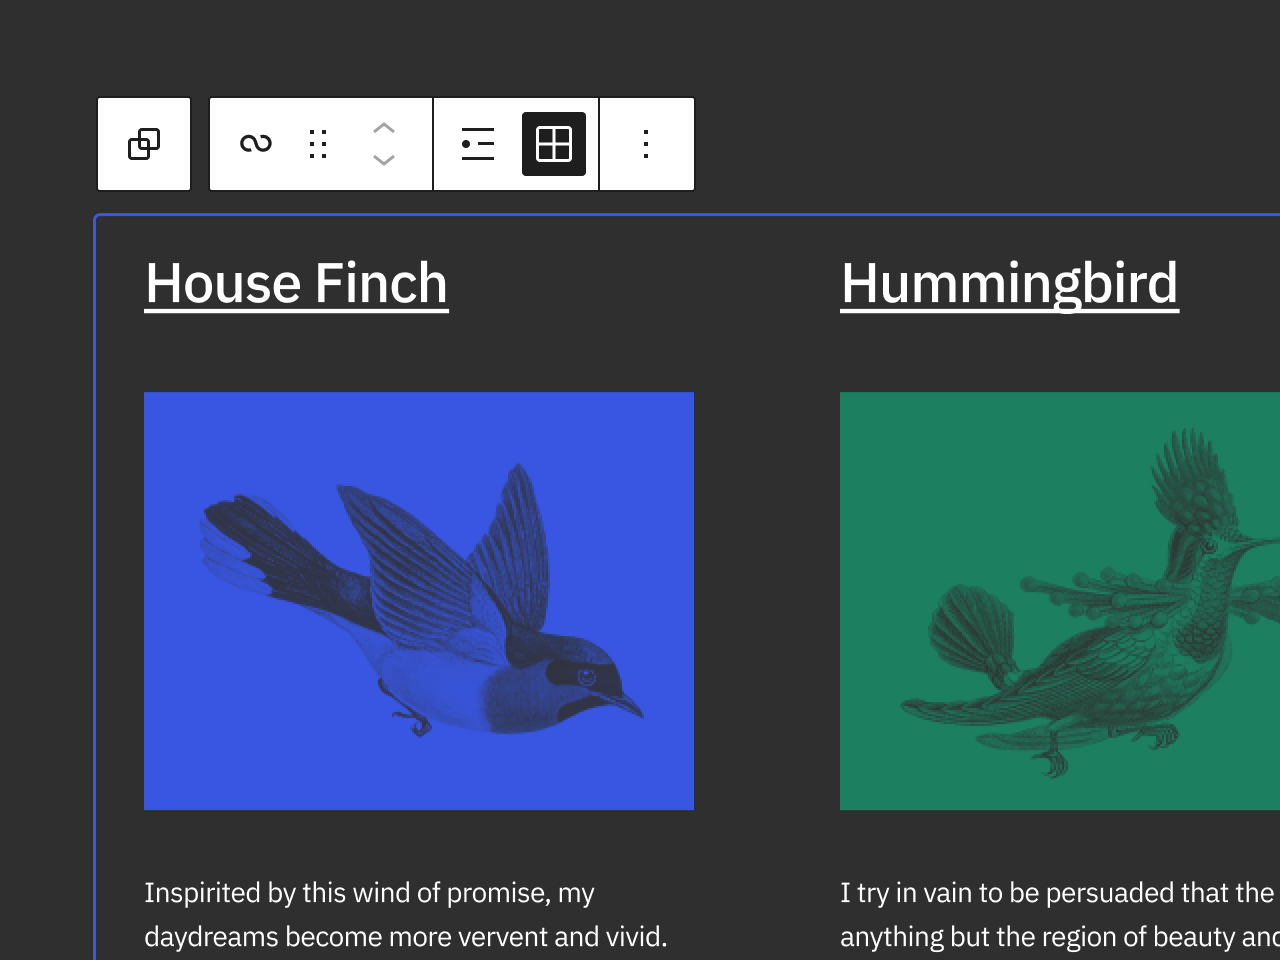 House Finch
Hummingbird
Inspirited by this wind of promise, my
daydreams become more vervent and vivid.
I try in vain to be persuaded that the
anything but the region of beauty and